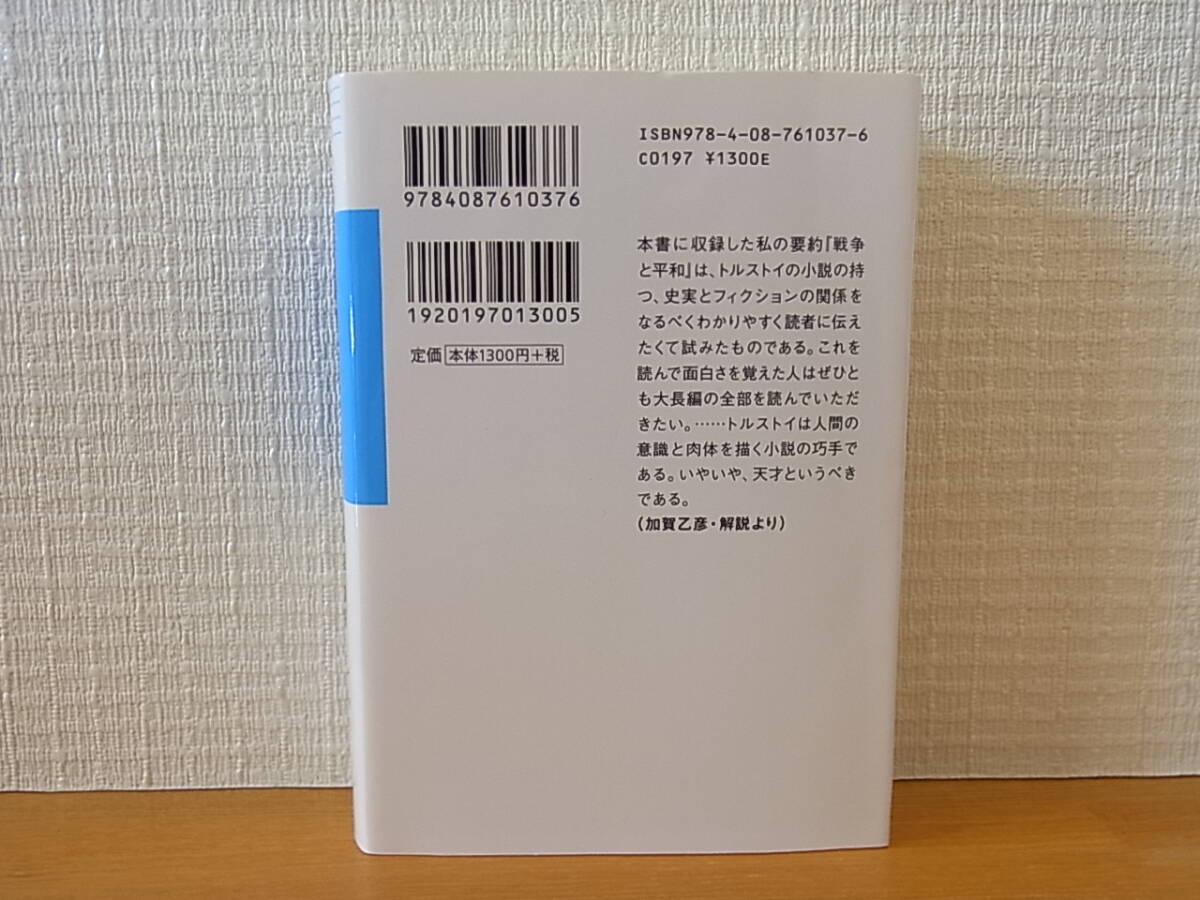 9784087610376
1920197013005
定価 本体1300円+税
ISBN978-4-08-761037-6
C0197 ¥1300E
本書に収録した私の要約『戦争
と平和』は、トルストイの小説の持
つ、史実とフィクションの関係を
なるべくわかりやすく読者に伝え
たくて試みたものである。これを
読んで面白さを覚えた人はぜひと
も大長編の全部を読んでいただ
きたい。……トルストイは人間の
意識と肉体を描く小説の巧手で
ある。いやいや、天才というべき
である。
(加賀乙彦・解説より)